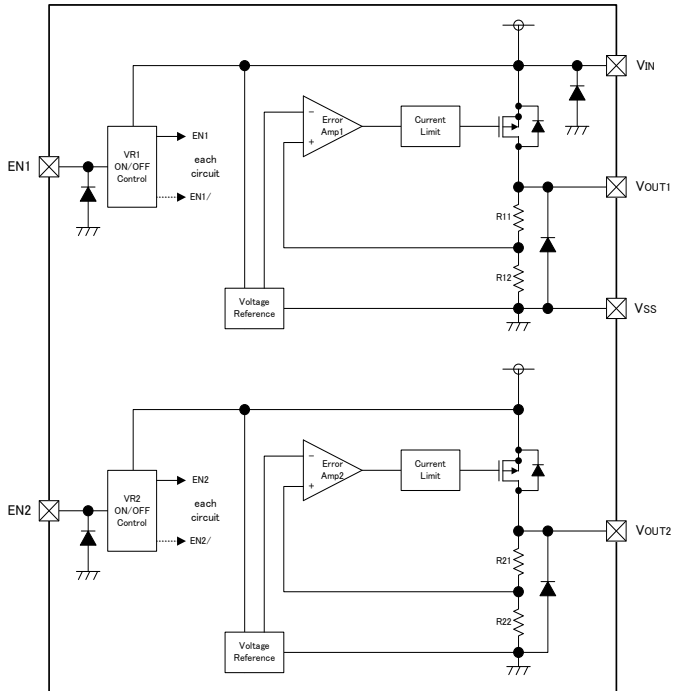 VIN
EN1
VR1
ON/OFF
Control
EN1
each
circuit
EN1/
−
Error
Amp1
+
Current
Limit
VOUT1
R11
R12
Voltage
Reference
VSS
EN2
VR2
ON/OFF
Control
EN2
each
circuit
EN2/
−
Error
Amp2
+
Current
Limit
VOUT2
R21
R22
Voltage
Reference